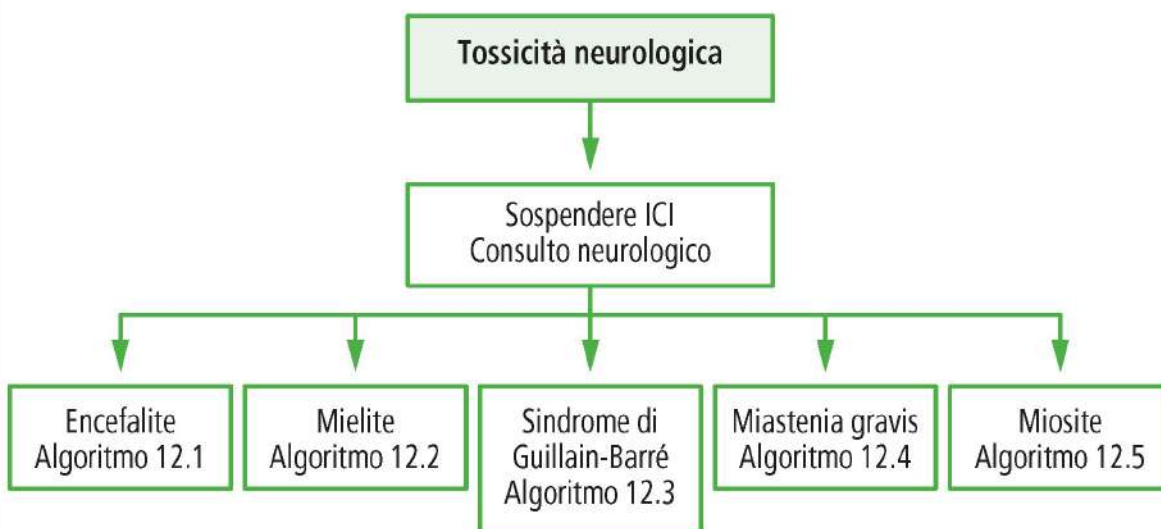 Tossicità neurologica
Sospendere ICI
Consulto neurologico
Encefalite
Algoritmo 12.1
Mielite
Algoritmo 12.2
Sindrome di
Guillain-Barré
Algoritmo 12.3
Miastenia gravis
Algoritmo 12.4
Miosite
Algoritmo 12.5